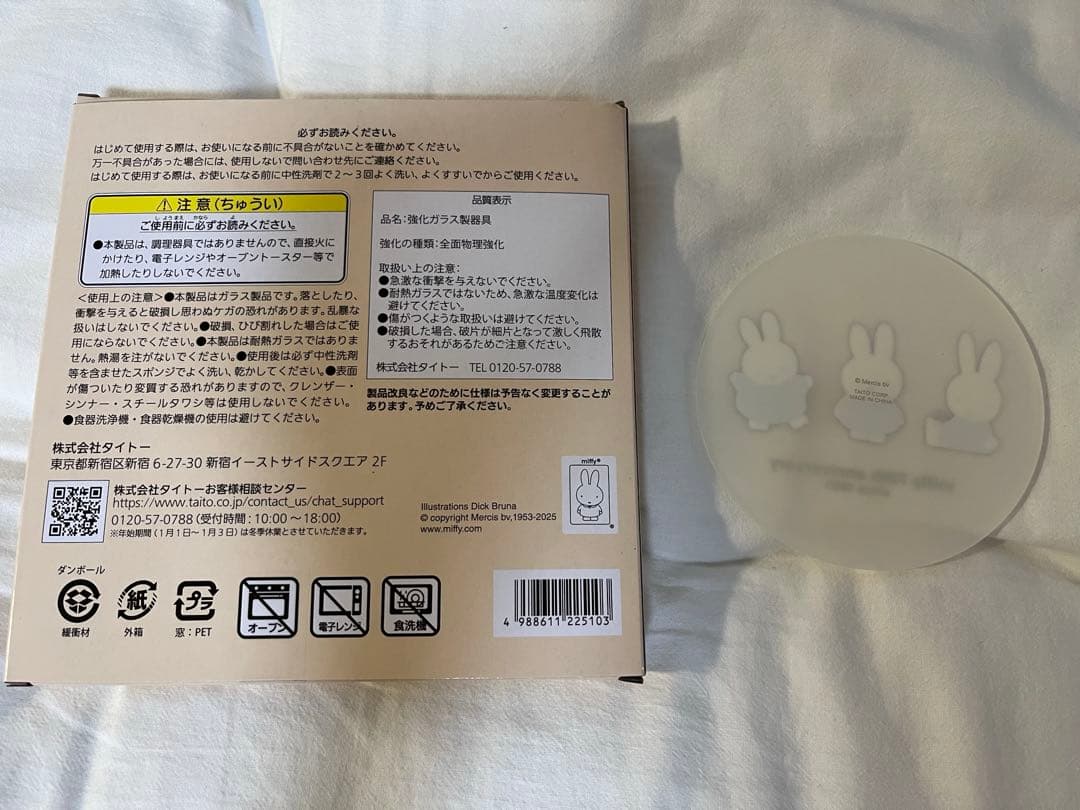 必ずお読みください。
はじめて使用する際は、お使いになる前に不具合がないことを確かめてください。
万一不具合があった場合には、使用しないで問い合わせ先にご連絡ください。
はじめて使用する際は、お使いになる前に中性洗剤で2～3回よく洗い、よくすすいでからご使用ください。
注意(ちゅうい)
しようまえ かなら よ
ご使用前に必ずお読みください。
●本製品は、調理器具ではありませんので、直接火に
かけたり、電子レンジやオーブントースター等で
加熱したりしないでください。
<使用上の注意>●本製品はガラス製品です。落としたり、
衝撃を与えると破損し思わぬケガの恐れがあります。乱暴な
扱いはしないでください。●破損、ひび割れした場合はご使
用にならないでください。●本製品は耐熱ガラスではありま
せん。熱湯を注がないでください。●使用後は必ず中性洗剤
等を含ませたスポンジでよく洗い、乾かしてください。●表面
が傷ついたり変質する恐れがありますので、クレンザー・
シンナー・スチールタワシ等は使用しないでください。
●食器洗浄機・食器乾燥機の使用は避けてください。
品質表示
品名:強化ガラス製器具
強化の種類:全面物理強化
取扱い上の注意:
●急激な衝撃を与えないでください。
●耐熱ガラスではないため、急激な温度変化は
避けてください。
●傷がつくような取扱いは避けてください。
●破損した場合、破片が細片となって激しく飛散
するおそれがあるためご注意ください。
株式会社タイトー TEL 0120-57-0788
製品改良などのために仕様は予告なく変更することが
あります。予めご了承ください。
株式会社タイトー
東京都新宿区新宿 6-27-30 新宿イーストサイドスクエア 2F
株式会社タイトーお客様相談センター
https://www.taito.co.jp/contact_us/chat_support
0120-57-0788 (受付時間:10:00～18:00)
※年始期間(1月1日～1月3日)は冬季休業とさせていただきます。
Illustrations Dick Bruna
© copyright Mercis bv,1953-2025
www.miffy.com
miffy®
®
ダンボール
緩衝材
紙
外箱
プラ
窓:PET
オーブン
電子レンジ
食洗機
4 988611 225103
© Mercis bv
TAITO CORP.
MADE IN CHINA